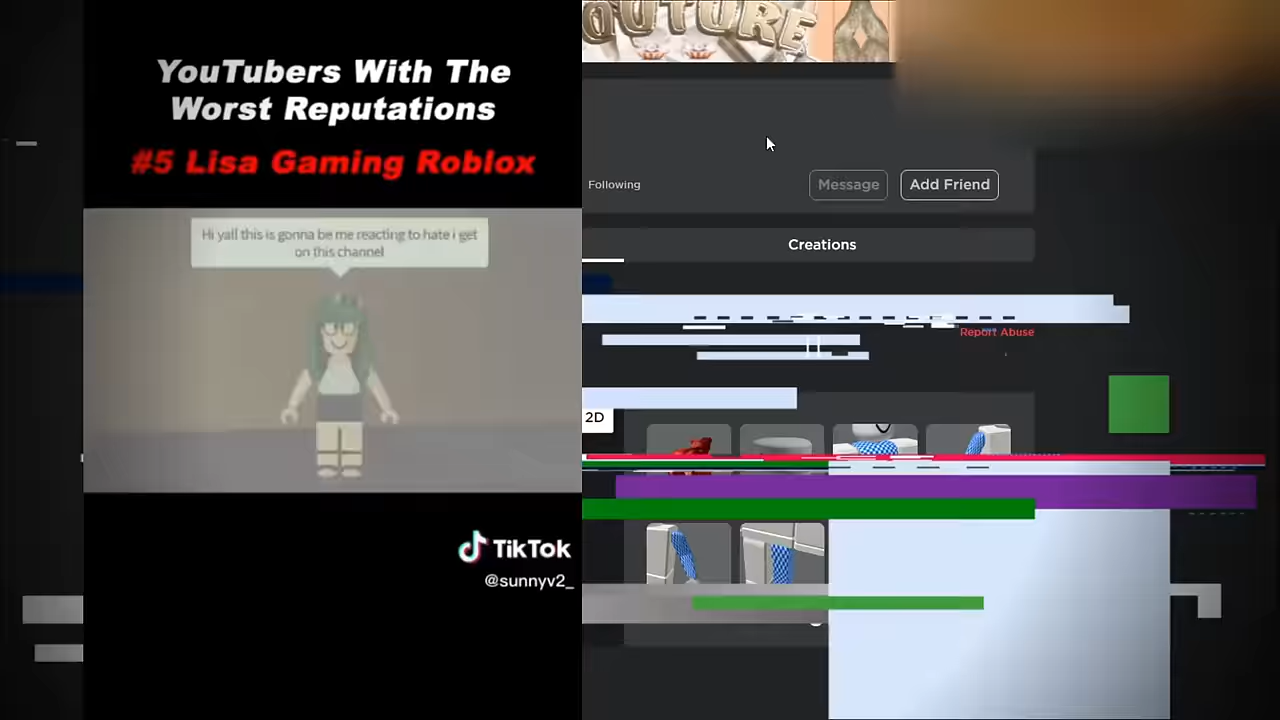 YouTubers With The
Worst Reputations
#5 Lisa Gaming Roblox
Hi yall this is gonna be me reacting to hate i get
on this channel
TikTok
@sunnyv2_
OUTURE
Following
Message
Add Friend
Creations
Report Abuse
2D